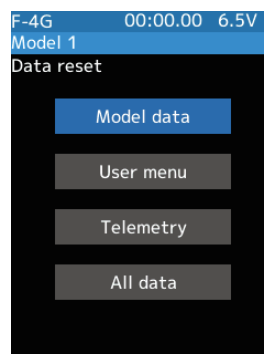 F-4G 00:00.00 6.5V
Model 1
Data reset
Model data
User menu
Telemetry
All data